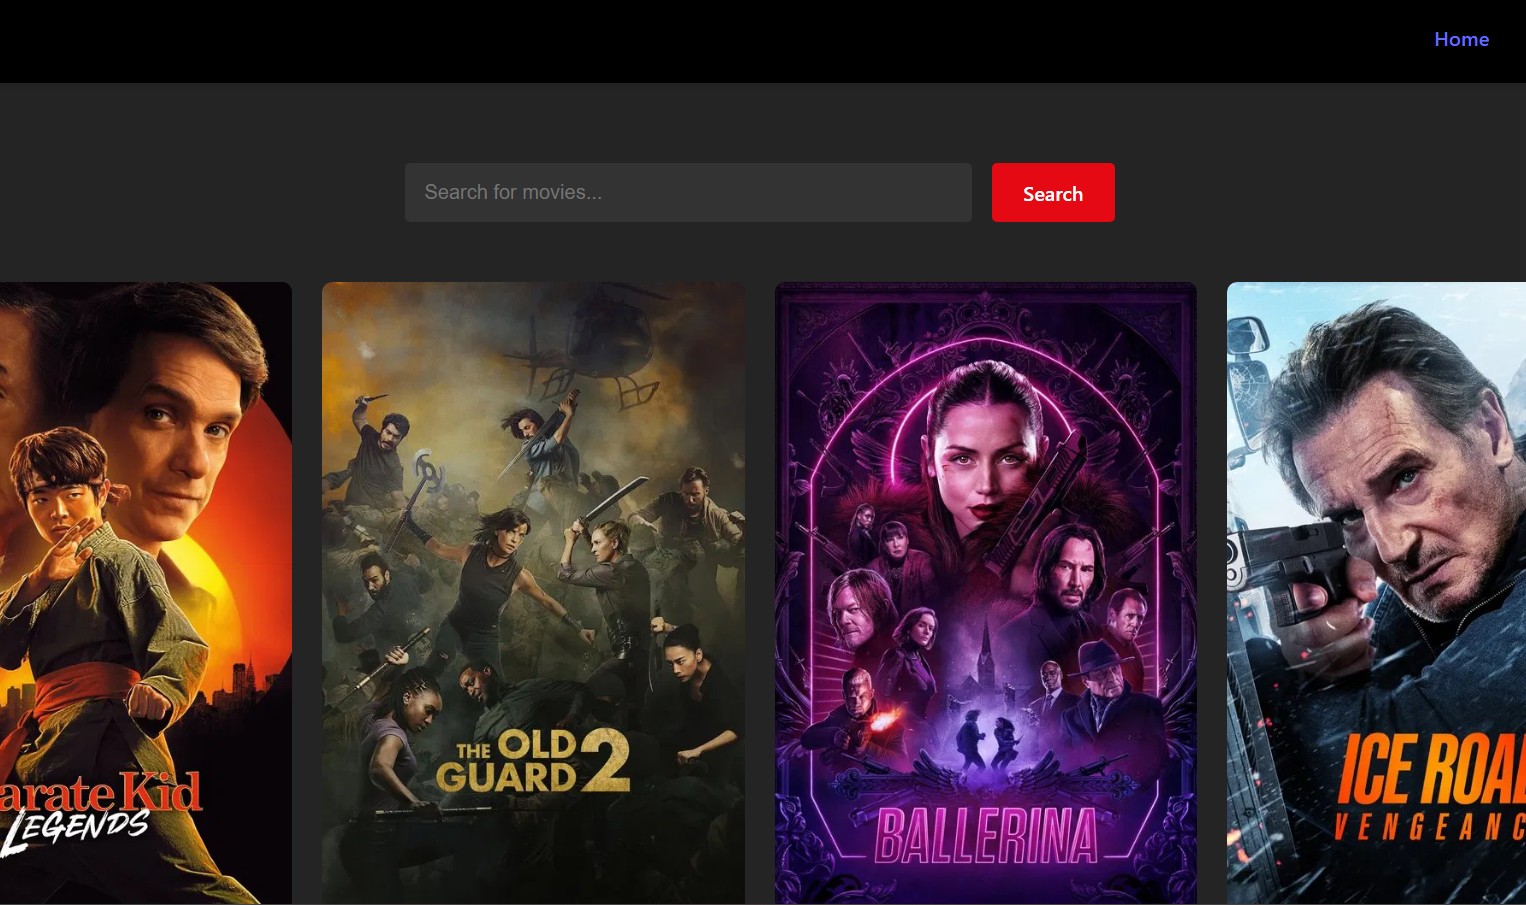 Home
Search for movies...
Search
arate Kid
LEGENDS
THE OLD
GUARD 2
BALLERINA
ICE ROA
VENGEANC